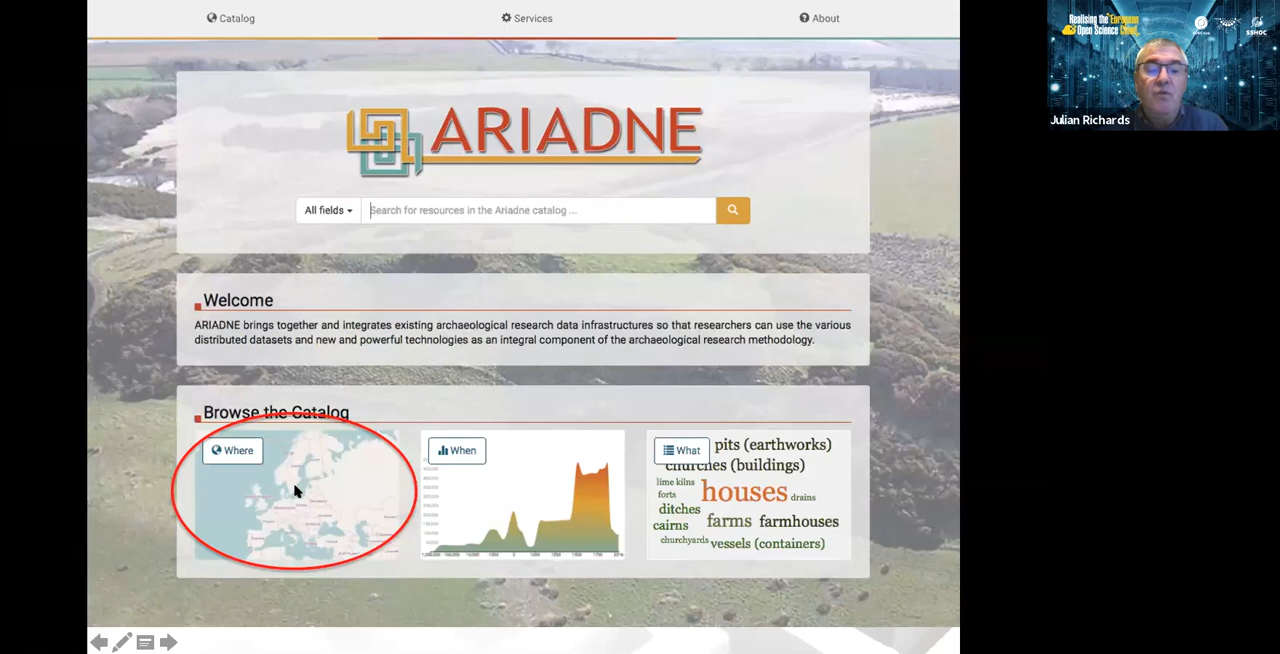 Catalog
Services
About
ARIADNE
All fields
Search for resources in the Ariadne catalog ...
Welcome
ARIADNE brings together and integrates existing archaeological research data infrastructures so that researchers can use the various
distributed datasets and new and powerful technologies as an integral component of the archaeological research methodology.
Browse the Catalog
Where
When
What
pits (earthworks)
churches (buildings)
lime kilns
houses
forts
drains
ditches
cairns
farms
farmhouses
churchyards
vessels (containers)
Realising the European
Open Science Cloud
SSHOC
Julian Richards